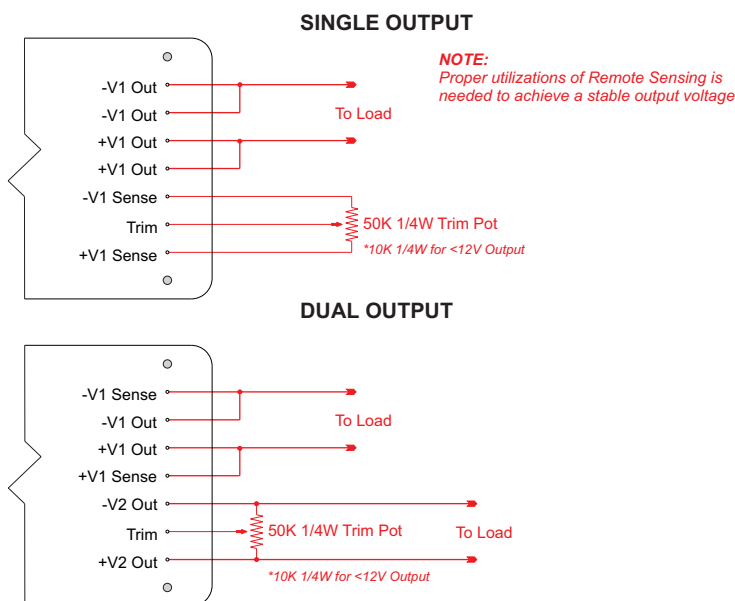 SINGLE OUTPUT
NOTE:
Proper utilizations of Remote Sensing is
needed to achieve a stable output voltage
-V1 Out
-V1 Out
To Load
+V1 Out
+V1 Out
-V1 Sense
Trim
50K 1/4W Trim Pot
+V1 Sense
*10K 1/4W for <12V Output
DUAL OUTPUT
-V1 Sense
-V1 Out
To Load
+V1 Out
+V1 Sense
-V2 Out
Trim
50K 1/4W Trim Pot
To Load
+V2 Out
*10K 1/4W for <12V Output